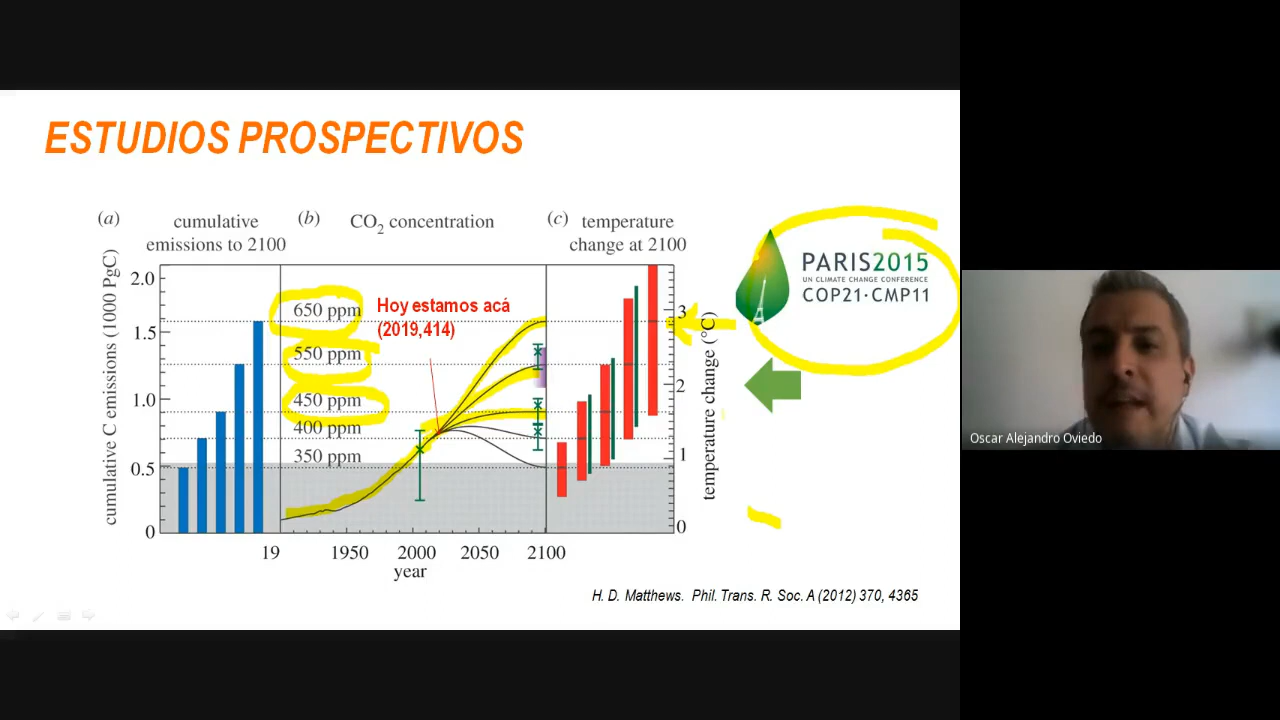 ESTUDIOS PROSPECTIVOS
(a)
cumulative
emissions to 2100
(b)
CO2 concentration
(c)
temperature
change at 2100
cumulative C emissions (1000 PgC)
2.0
1.5
1.0
0.5
0
650 ppm
550 ppm
450 ppm
400 ppm
350 ppm
Hoy estamos acá
(2019,414)
3
2
1
0
temperature change (°C)
19
1950
2000
2050
2100
year
PARIS2015
UN CLIMATE CHANGE CONFERENCE
COP21·CMP11
H. D. Matthews. Phil. Trans. R. Soc. A (2012) 370, 4365
Oscar Alejandro Oviedo